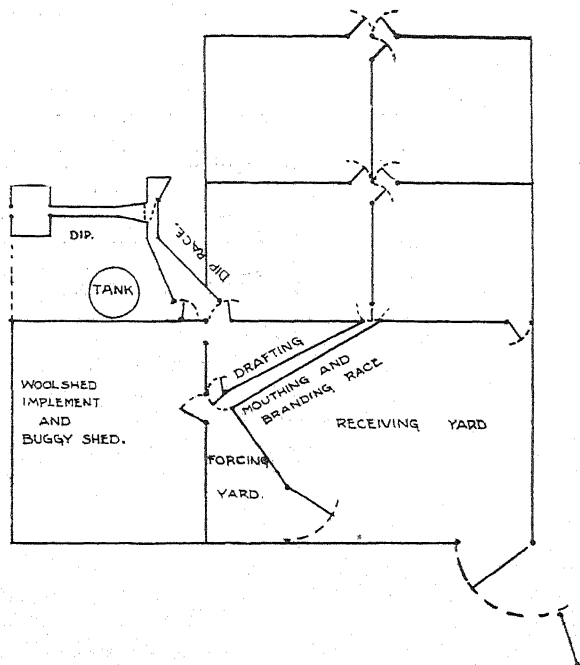 DIP.
DIP RACE.
TANK
DRAFTING
MOUTHING AND
BRANDING RACE
WOOLSHED
IMPLEMENT
AND
BUGGY SHED.
RECEIVING YARD
FORCING
YARD.